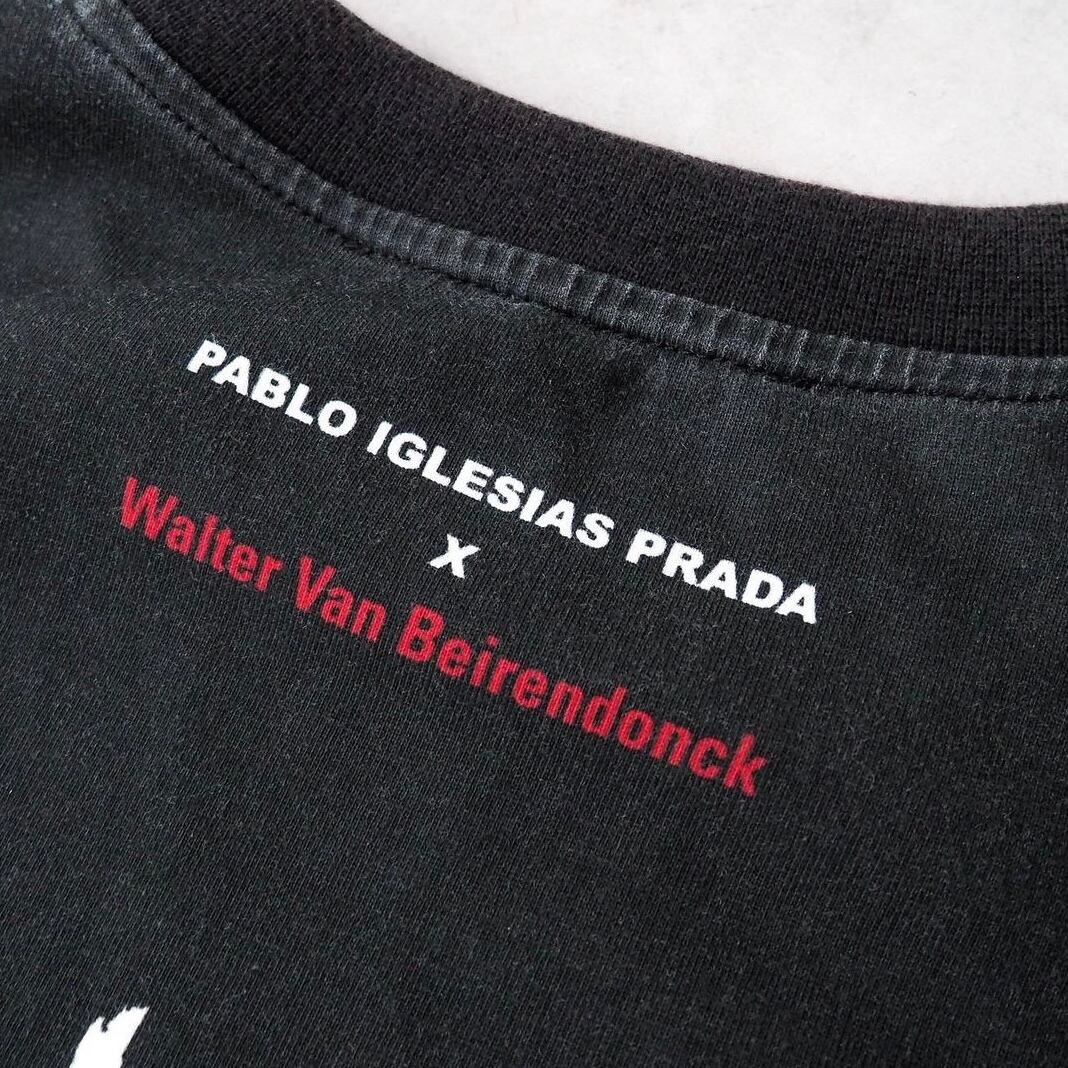 PABLO IGLESIAS PRADA
X
Walter Van Beirendonck